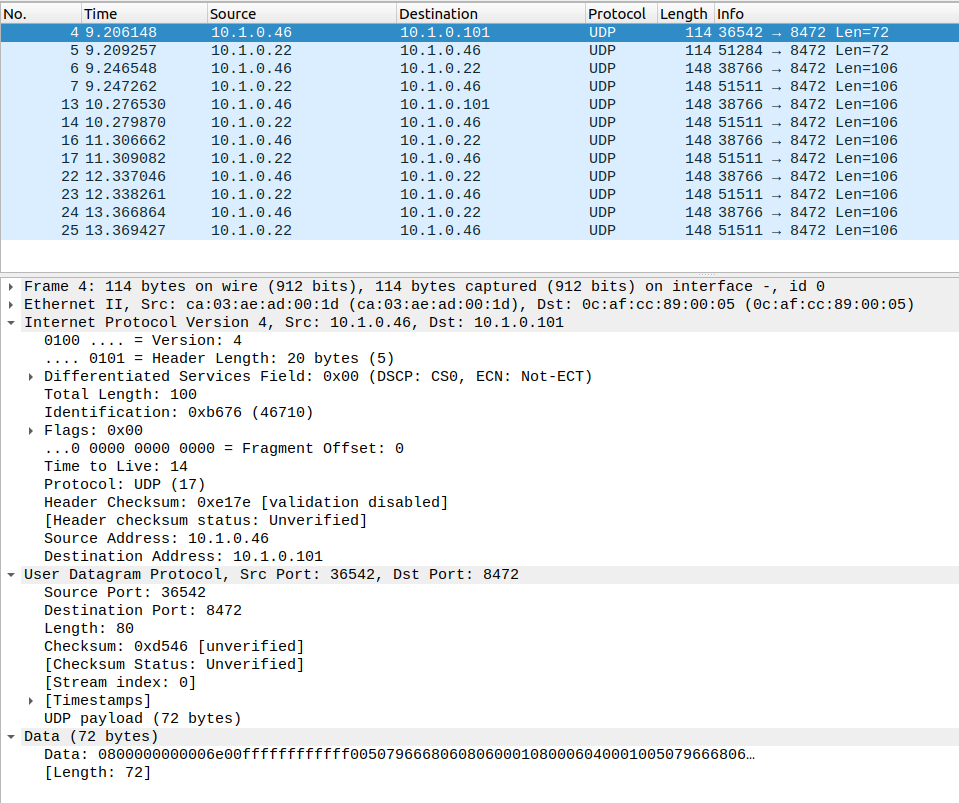 No. Time Source Destination Protocol Length Info
4 9.206148 10.1.0.46 10.1.0.101 UDP 114 36542 → 8472 Len=72
5 9.209257 10.1.0.22 10.1.0.46 UDP 114 51284 → 8472 Len=72
6 9.246548 10.1.0.46 10.1.0.22 UDP 148 38766 → 8472 Len=106
7 9.247262 10.1.0.22 10.1.0.46 UDP 148 51511 → 8472 Len=106
13 10.276530 10.1.0.46 10.1.0.101 UDP 148 38766 → 8472 Len=106
14 10.279870 10.1.0.22 10.1.0.46 UDP 148 51511 → 8472 Len=106
16 11.306662 10.1.0.46 10.1.0.22 UDP 148 38766 → 8472 Len=106
17 11.309082 10.1.0.22 10.1.0.46 UDP 148 51511 → 8472 Len=106
22 12.337046 10.1.0.46 10.1.0.22 UDP 148 38766 → 8472 Len=106
23 12.338261 10.1.0.22 10.1.0.46 UDP 148 51511 → 8472 Len=106
24 13.366864 10.1.0.46 10.1.0.22 UDP 148 38766 → 8472 Len=106
25 13.369427 10.1.0.22 10.1.0.46 UDP 148 51511 → 8472 Len=106
Frame 4: 114 bytes on wire (912 bits), 114 bytes captured (912 bits) on interface -, id 0
Ethernet II, Src: ca:03:ae:ad:00:1d (ca:03:ae:ad:00:1d), Dst: 0c:af:cc:89:00:05 (0c:af:cc:89:00:05)
Internet Protocol Version 4, Src: 10.1.0.46, Dst: 10.1.0.101
0100 .... = Version: 4
.... 0101 = Header Length: 20 bytes (5)
Differentiated Services Field: 0x00 (DSCP: CS0, ECN: Not-ECT)
Total Length: 100
Identification: 0xb676 (46710)
Flags: 0x00
...0 0000 0000 0000 = Fragment Offset: 0
Time to Live: 14
Protocol: UDP (17)
Header Checksum: 0xe17e [validation disabled]
[Header checksum status: Unverified]
Source Address: 10.1.0.46
Destination Address: 10.1.0.101
User Datagram Protocol, Src Port: 36542, Dst Port: 8472
Source Port: 36542
Destination Port: 8472
Length: 80
Checksum: 0xd546 [unverified]
[Checksum Status: Unverified]
[Stream index: 0]
[Timestamps]
UDP payload (72 bytes)
Data (72 bytes)
Data: 0800000000006e00ffffffffffff00507966680608060001080006040001005079666806…
[Length: 72]